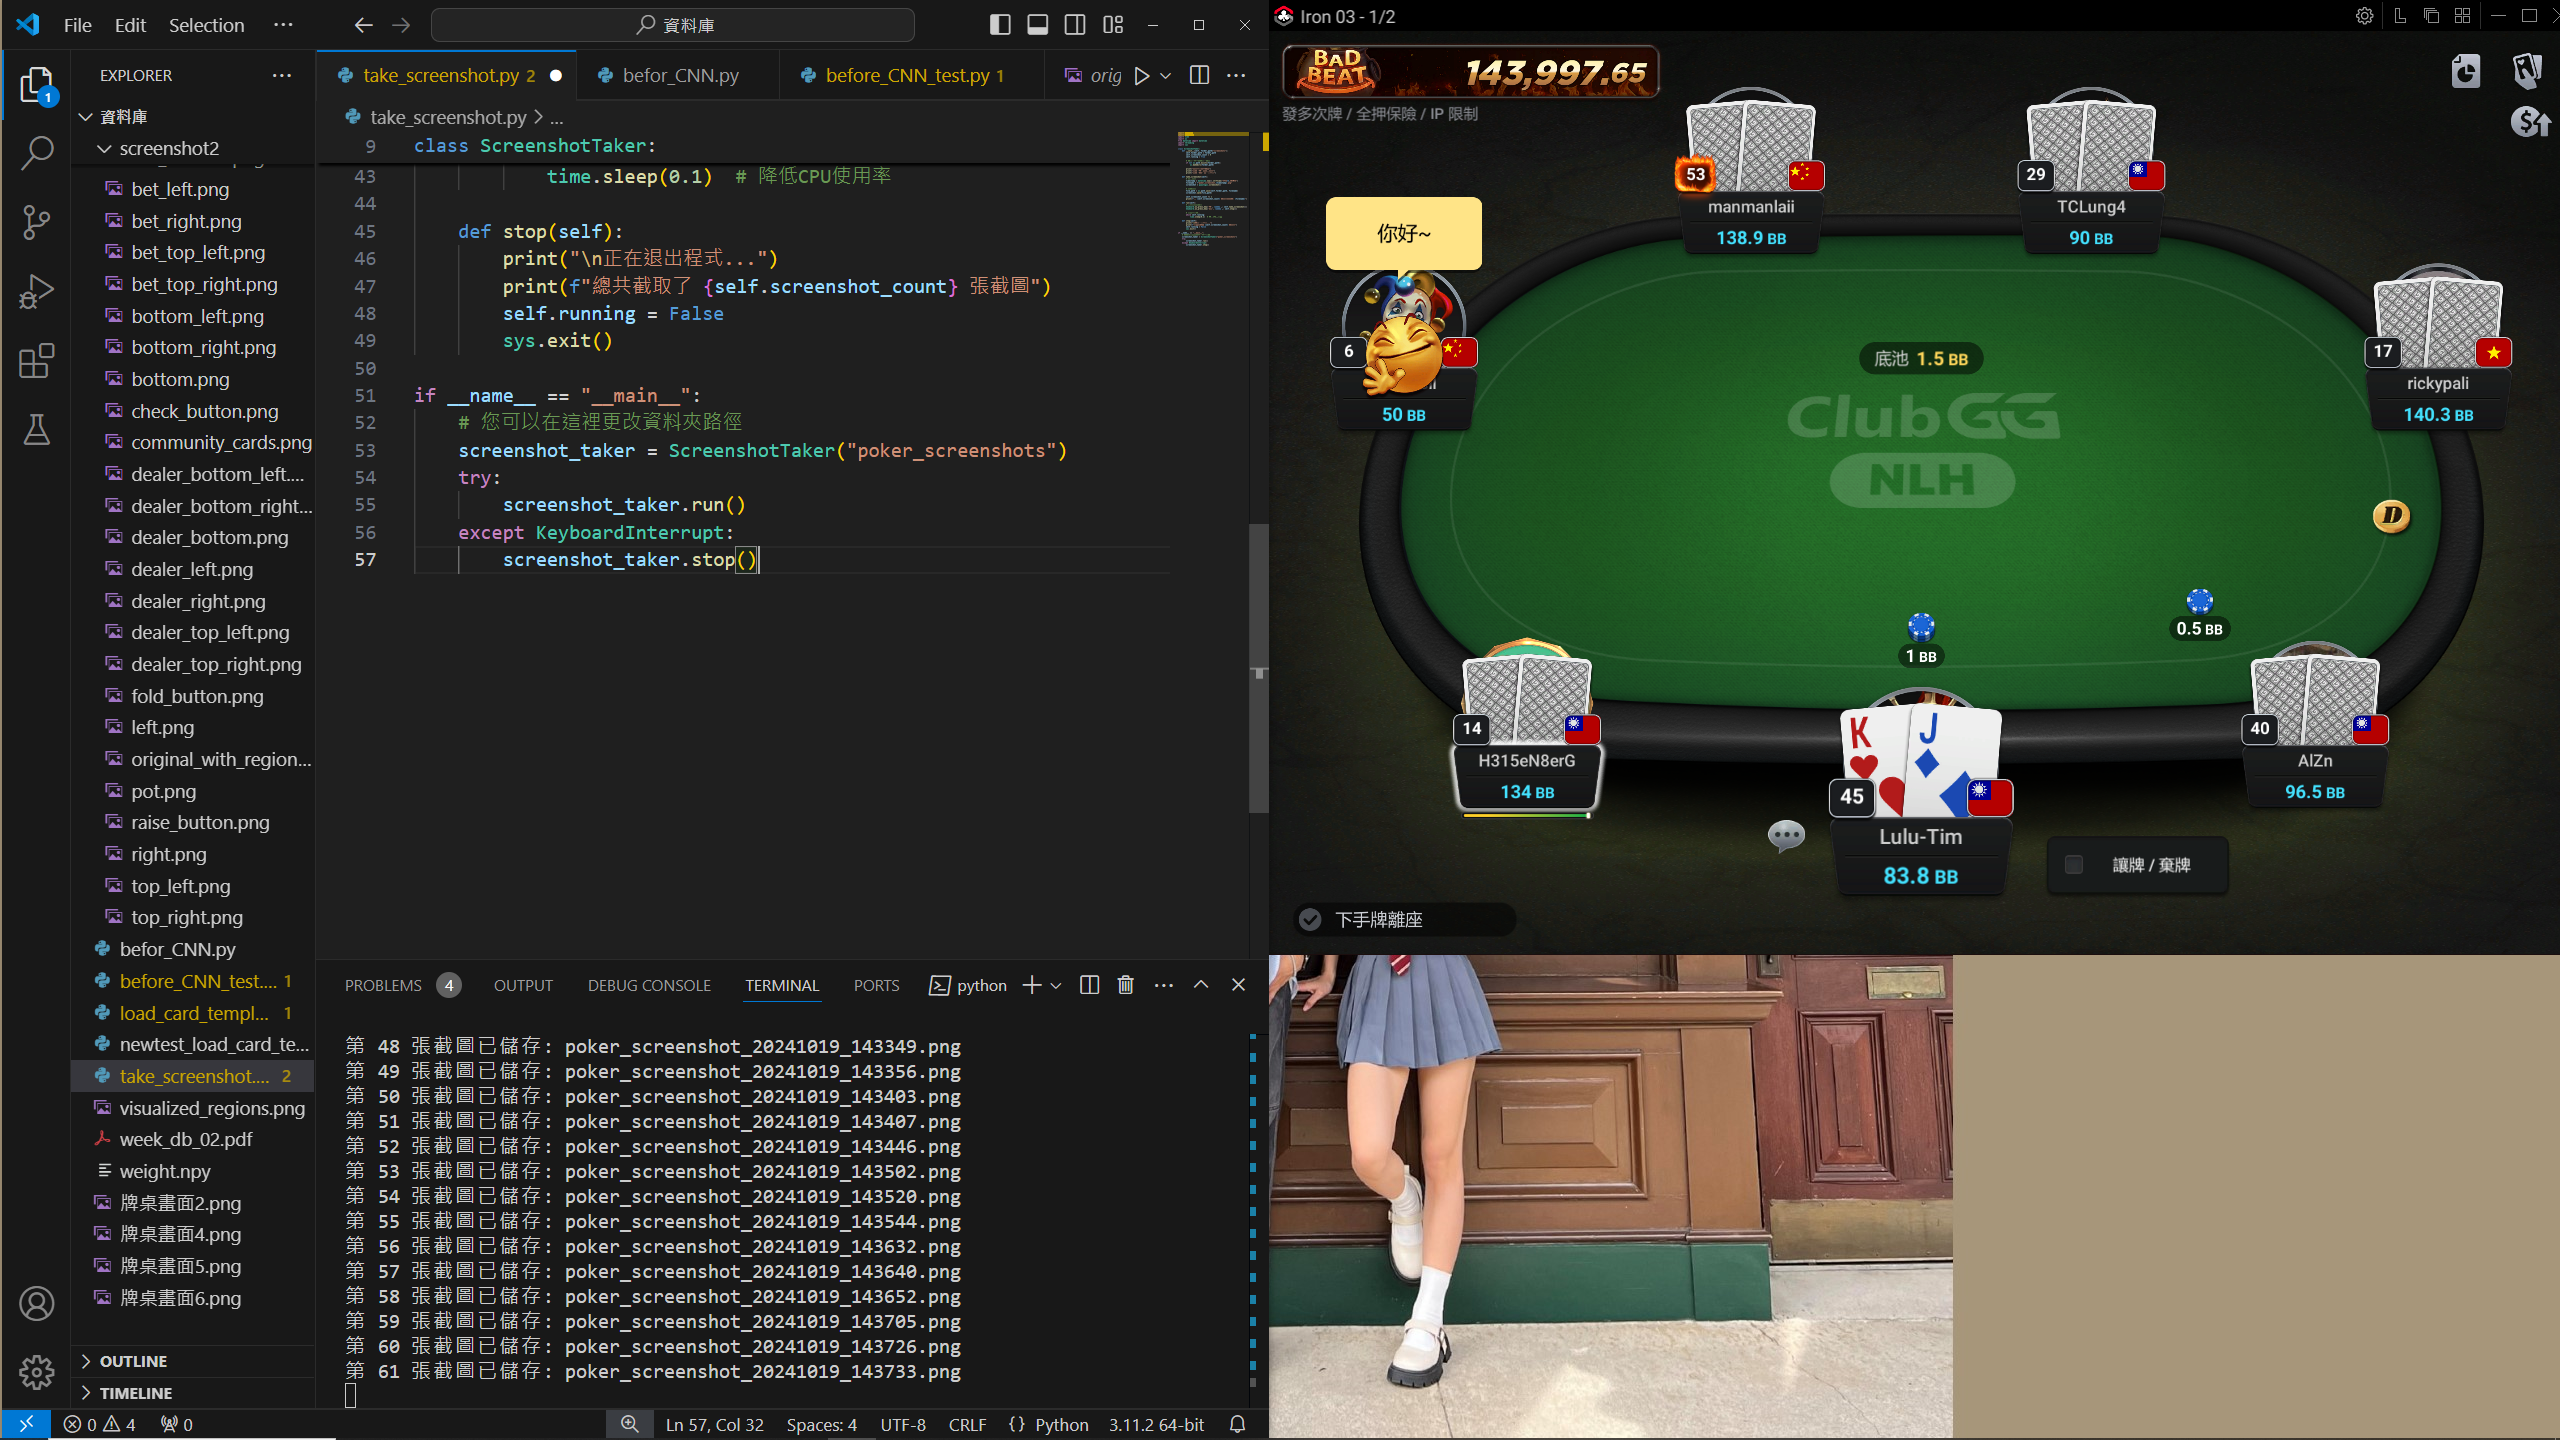 File Edit Selection ...
資料庫
EXPLORER
資料庫
screenshot2
bet_left.png
bet_right.png
bet_top_left.png
bet_top_right.png
bottom_left.png
bottom_right.png
bottom.png
check_button.png
community_cards.png
dealer_bottom_left....
dealer_bottom_right...
dealer_bottom.png
dealer_left.png
dealer_right.png
dealer_top_left.png
dealer_top_right.png
fold_button.png
left.png
original_with_region...
pot.png
raise_button.png
right.png
top_left.png
top_right.png
befor_CNN.py
before_CNN_test.... 1
load_card_templ... 1
newtest_load_card_te...
take_screenshot.... 2
visualized_regions.png
week_db_02.pdf
weight.npy
牌桌畫面2.png
牌桌畫面4.png
牌桌畫面5.png
牌桌畫面6.png
OUTLINE
TIMELINE
1
take_screenshot.py 2
befor_CNN.py
before_CNN_test.py 1
orig
take_screenshot.py > ...
9 class ScreenshotTaker:
43 time.sleep(0.1) # 降低CPU使用率
44
45 def stop(self):
46 print("\n正在退出程式...")
47 print(f"總共截取了 {self.screenshot_count} 張截圖")
48 self.running = False
49 sys.exit()
50
51 if __name__ == "__main__":
52 # 您可以在這裡更改資料夾路徑
53 screenshot_taker = ScreenshotTaker("poker_screenshots")
54 try:
55 screenshot_taker.run()
56 except KeyboardInterrupt:
57 screenshot_taker.stop()
PROBLEMS 4 OUTPUT DEBUG CONSOLE TERMINAL PORTS python
第 48 張截圖已儲存: poker_screenshot_20241019_143349.png
第 49 張截圖已儲存: poker_screenshot_20241019_143356.png
第 50 張截圖已儲存: poker_screenshot_20241019_143403.png
第 51 張截圖已儲存: poker_screenshot_20241019_143407.png
第 52 張截圖已儲存: poker_screenshot_20241019_143446.png
第 53 張截圖已儲存: poker_screenshot_20241019_143502.png
第 54 張截圖已儲存: poker_screenshot_20241019_143520.png
第 55 張截圖已儲存: poker_screenshot_20241019_143544.png
第 56 張截圖已儲存: poker_screenshot_20241019_143632.png
第 57 張截圖已儲存: poker_screenshot_20241019_143640.png
第 58 張截圖已儲存: poker_screenshot_20241019_143652.png
第 59 張截圖已儲存: poker_screenshot_20241019_143705.png
第 60 張截圖已儲存: poker_screenshot_20241019_143726.png
第 61 張截圖已儲存: poker_screenshot_20241019_143733.png
0 4 0
Ln 57, Col 32 Spaces: 4 UTF-8 CRLF {} Python 3.11.2 64-bit
Iron 03 - 1/2
BAD BEAT 143,997.65
發多次牌 / 全押保險 / IP 限制
53
manmanlaii
138.9 BB
29
TCLung4
90 BB
你好~
6
50 BB
17
rickypali
140.3 BB
底池 1.5 BB
ClubGG
NLH
D
0.5 BB
1 BB
14
H315eN8erG
134 BB
K J
45
Lulu-Tim
83.8 BB
40
AlZn
96.5 BB
讓牌 / 棄牌
下手牌離座